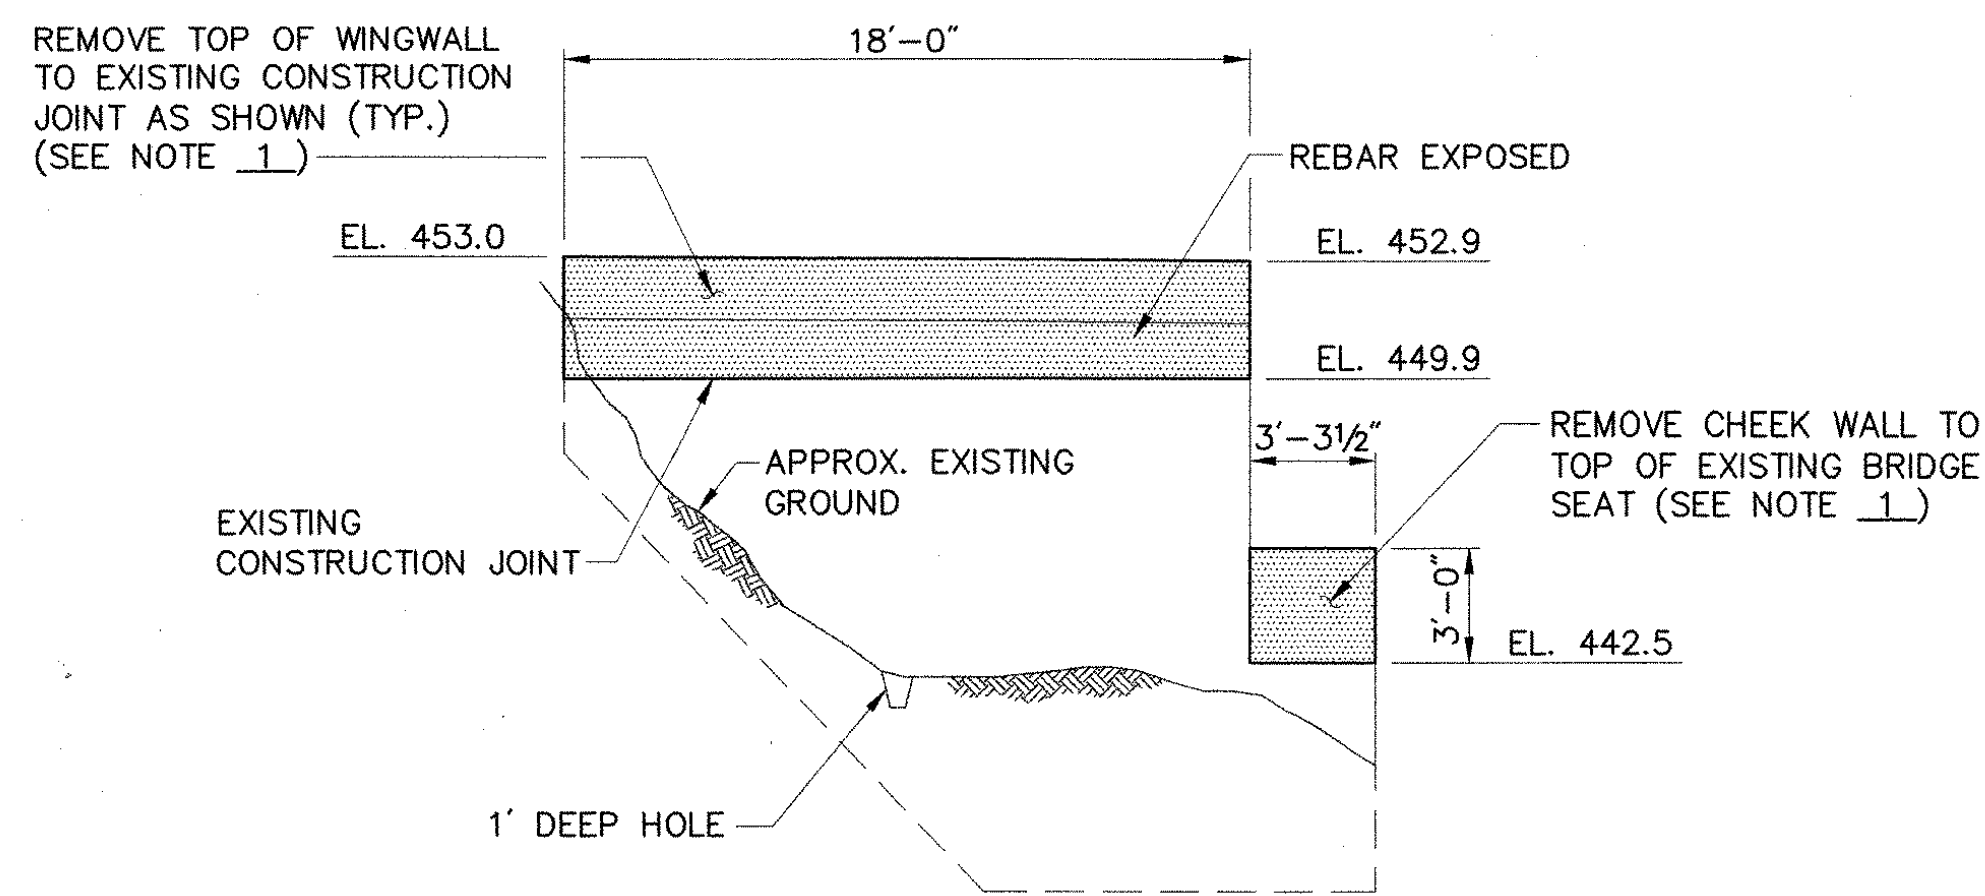 REMOVE TOP OF WINGWALL
TO EXISTING CONSTRUCTION
JOINT AS SHOWN (TYP.)
(SEE NOTE 1)
18'-0"
REBAR EXPOSED
EL. 453.0
EL. 452.9
EL. 449.9
3'-3½"
REMOVE CHEEK WALL TO
TOP OF EXISTING BRIDGE
SEAT (SEE NOTE 1)
APPROX. EXISTING
GROUND
EXISTING
CONSTRUCTION JOINT
3'-0"
EL. 442.5
1' DEEP HOLE